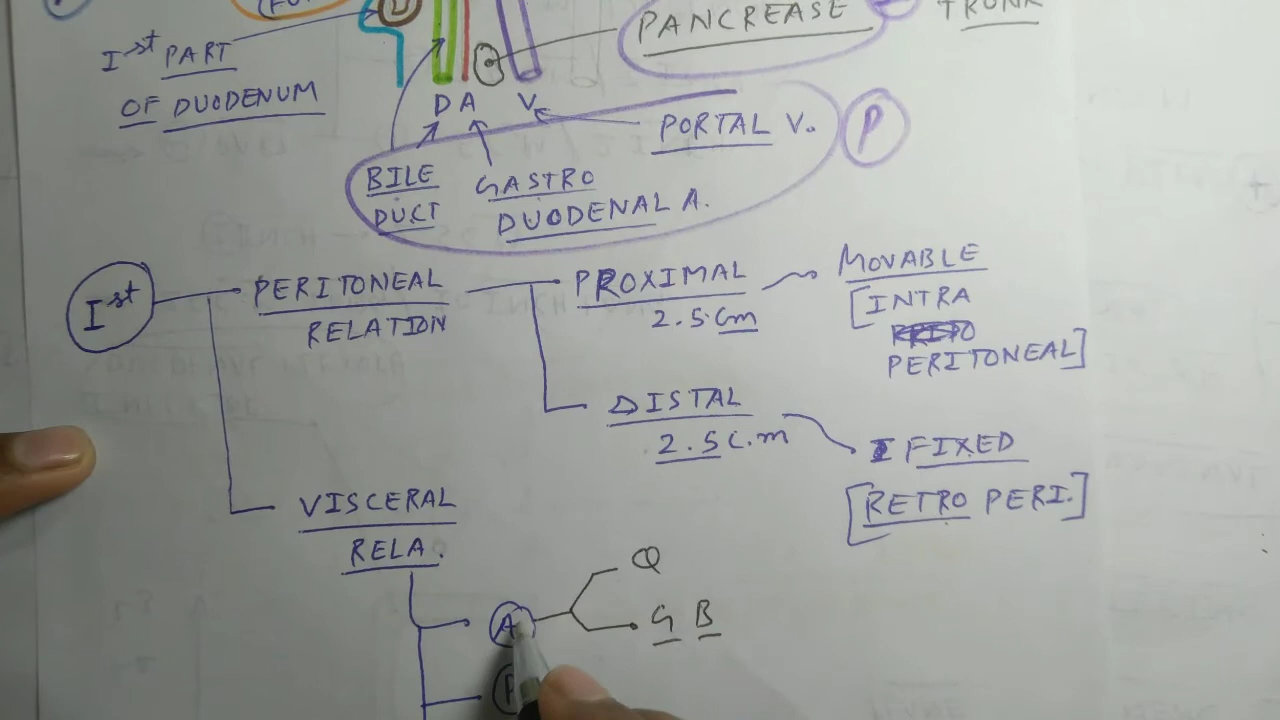 PANCREASE
TRUNK
Ist PART
OF DUODENUM
D A V
PORTAL V.
P
BILE
DUCT
GASTRO
DUODENAL A.
Ist
PERITONEAL
RELATION
PROXIMAL
2.5 cm
MOVABLE
[INTRA
PERITONEAL]
DISTAL
2.5 C.m
FIXED
[RETRO PERI.]
VISCERAL
RELA.
A
Q
G B
P